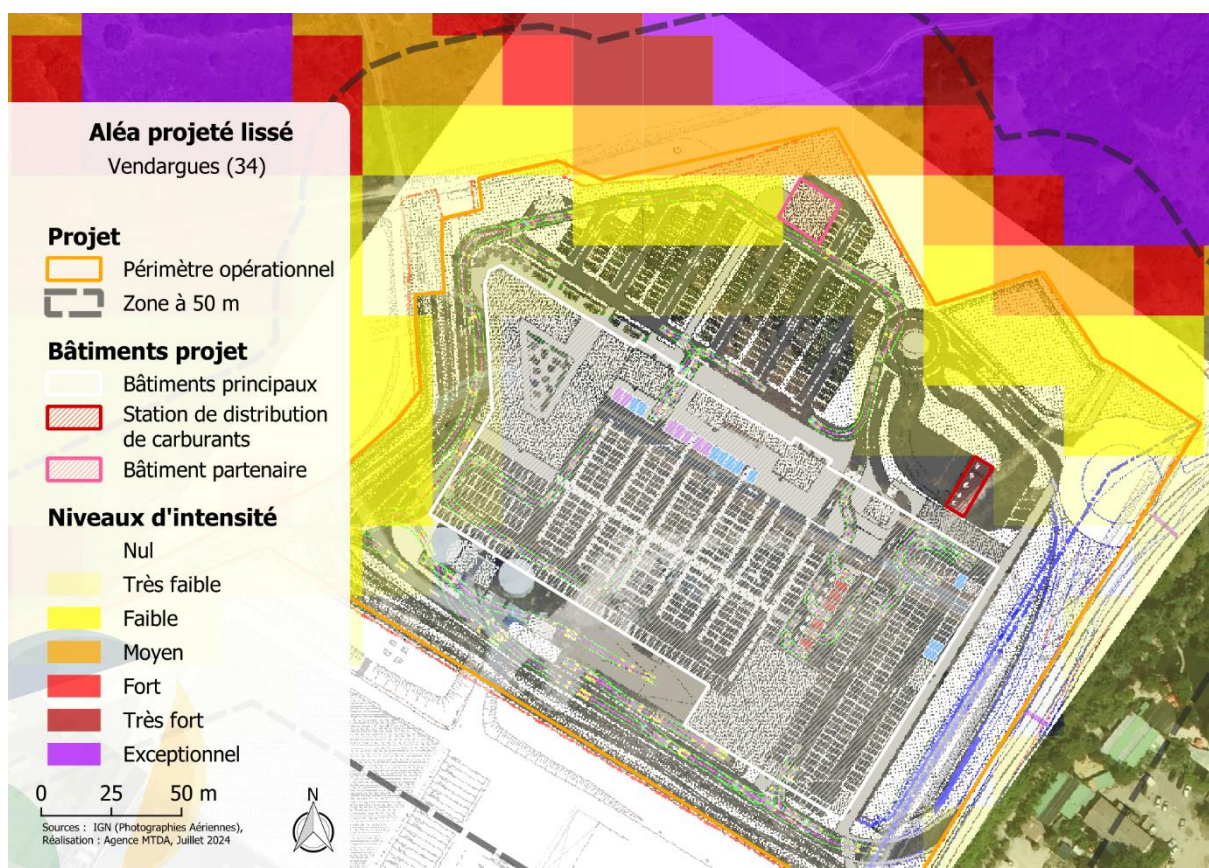 Aléa projeté lissé
Vendargues (34)
Projet
Périmètre opérationnel
Zone à 50 m
Bâtiments projet
Bâtiments principaux
Station de distribution
de carburants
Bâtiment partenaire
Niveaux d'intensité
Nul
Très faible
Faible
Moyen
Fort
Très fort
Exceptionnel
0 25 50 m
N
Sources : IGN (Photographies Aériennes),
Réalisation : Agence MTDA, Juillet 2024